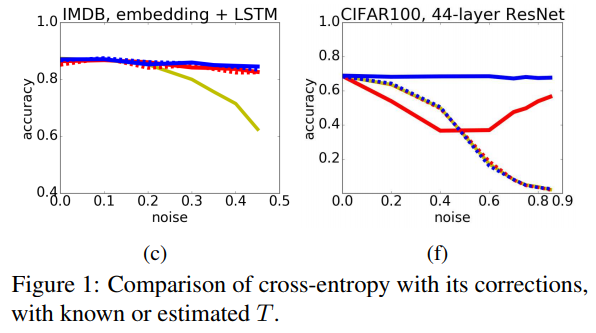 IMDB, embedding + LSTM
1.0
0.8
0.6
0.4
accuracy
0.0 0.1 0.2 0.3 0.4 0.5
noise
(c)
CIFAR100, 44-layer ResNet
1.0
0.8
0.6
0.4
0.2
accuracy
0.0 0.2 0.4 0.6 0.8 0.9
noise
(f)
Figure 1: Comparison of cross-entropy with its corrections,
with known or estimated T.